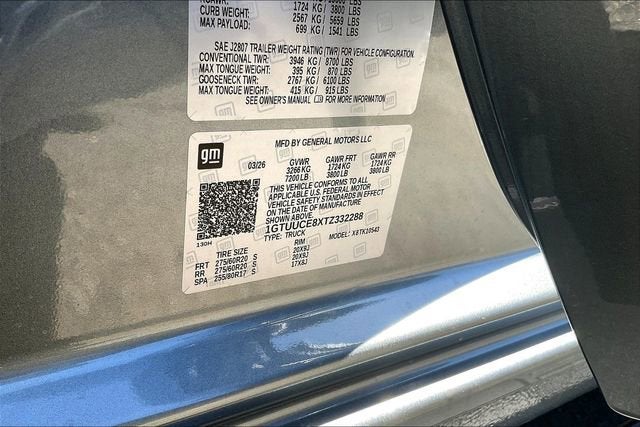 1724 KG / 3800 LBS
CURB WEIGHT: 2567 KG / 5659 LBS
MAX PAYLOAD: 699 KG / 1541 LBS
SAE J2807 TRAILER WEIGHT RATING (TWR) FOR VEHICLE CONFIGURATION
CONVENTIONAL TWR: 3946 KG / 8700 LBS
MAX TONGUE WEIGHT: 395 KG / 870 LBS
GOOSENECK TWR: 2767 KG / 6100 LBS
MAX TONGUE WEIGHT: 415 KG / 915 LBS
SEE OWNER'S MANUAL FOR MORE INFORMATION
gm
MFD BY GENERAL MOTORS LLC
03/26 GVWR GAWR FRT GAWR RR
3266 KG 1724 KG 1724 KG
7200 LB 3800 LB 3800 LB
THIS VEHICLE CONFORMS TO ALL
APPLICABLE U.S. FEDERAL MOTOR
VEHICLE SAFETY STANDARDS IN EFFECT
ON THE DATE OF MANUFACTURE
1GTUUCE8XTZ332288
TYPE: TRUCK MODEL: X8TK10543
130H
TIRE SIZE RIM
FRT 275/60R20 S 20X9J
RR 275/60R20 S 20X9J
SPA 255/80R17 S 17X8J